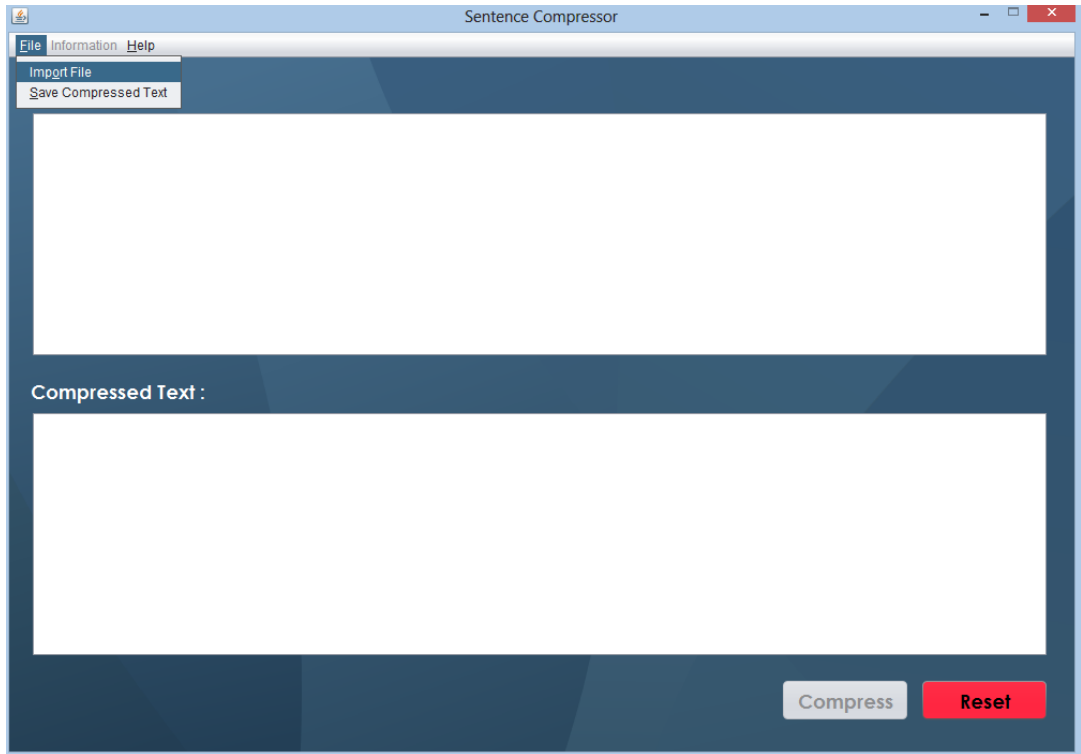 Sentence Compressor
File Information Help
Import File
Save Compressed Text
Compressed Text :
Compress Reset